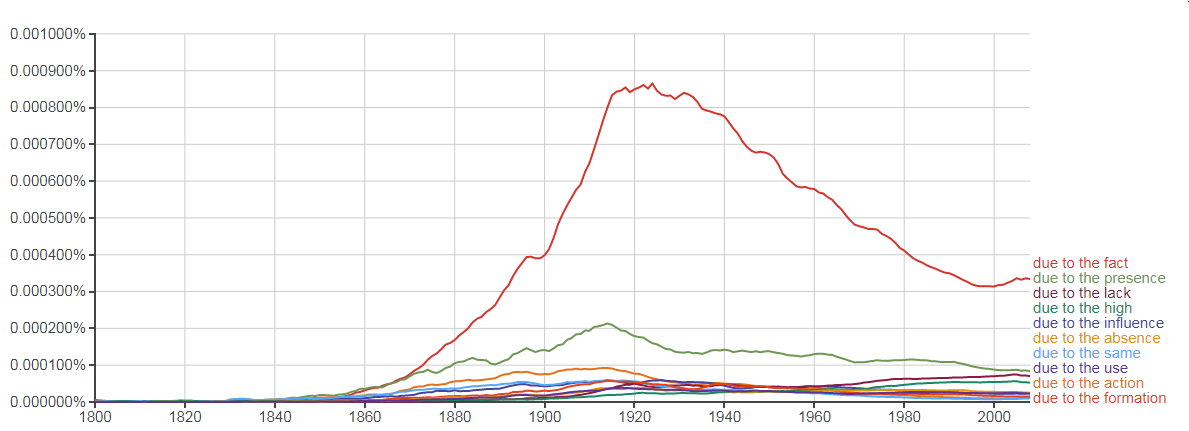 0.001000%
0.000900%
0.000800%
0.000700%
0.000600%
0.000500%
0.000400%
0.000300%
0.000200%
0.000100%
0.000000%
1800 1820 1840 1860 1880 1900 1920 1940 1960 1980 2000
due to the fact
due to the presence
due to the lack
due to the high
due to the influence
due to the absence
due to the same
due to the use
due to the action
due to the formation